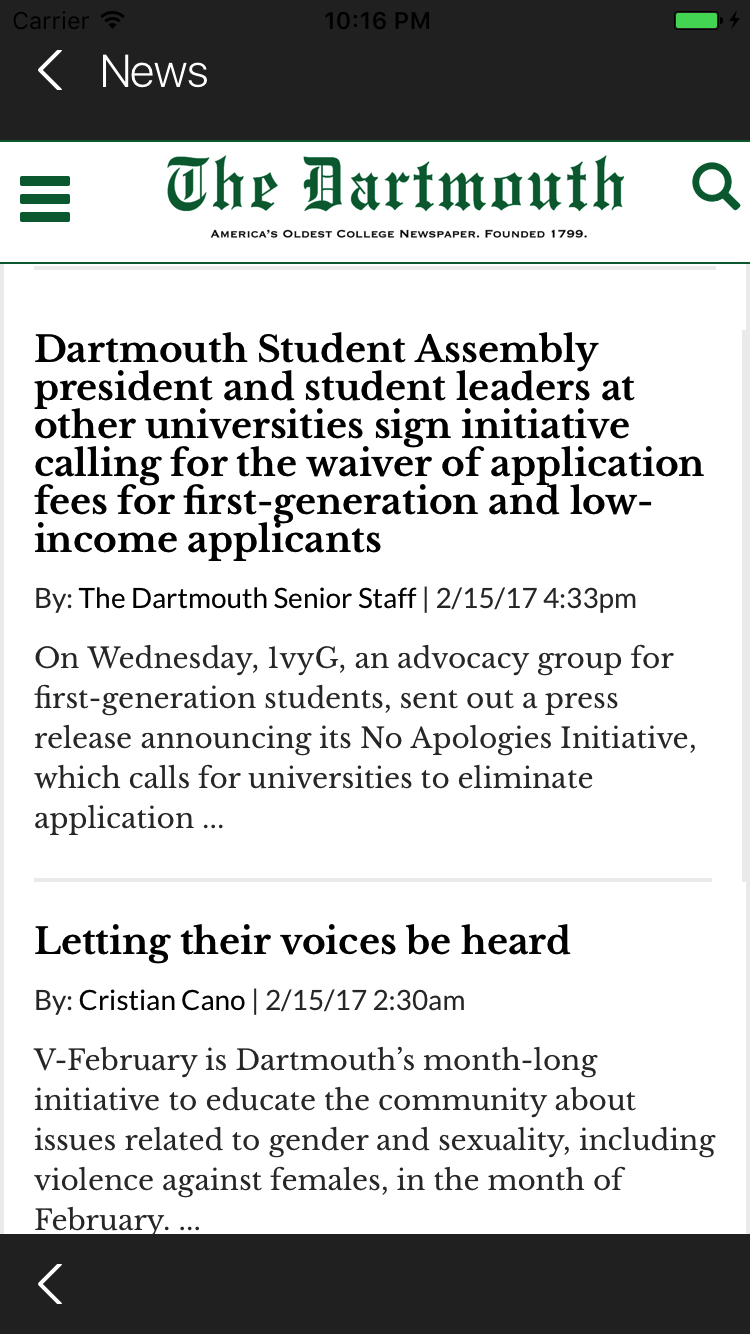 Carrier 10:16 PM
News
The Dartmouth
AMERICA'S OLDEST COLLEGE NEWSPAPER. FOUNDED 1799.
Dartmouth Student Assembly
president and student leaders at
other universities sign initiative
calling for the waiver of application
fees for first-generation and low-
income applicants
By: The Dartmouth Senior Staff | 2/15/17 4:33pm
On Wednesday, 1vyG, an advocacy group for
first-generation students, sent out a press
release announcing its No Apologies Initiative,
which calls for universities to eliminate
application ...
Letting their voices be heard
By: Cristian Cano | 2/15/17 2:30am
V-February is Dartmouth’s month-long
initiative to educate the community about
issues related to gender and sexuality, including
violence against females, in the month of
February. ...